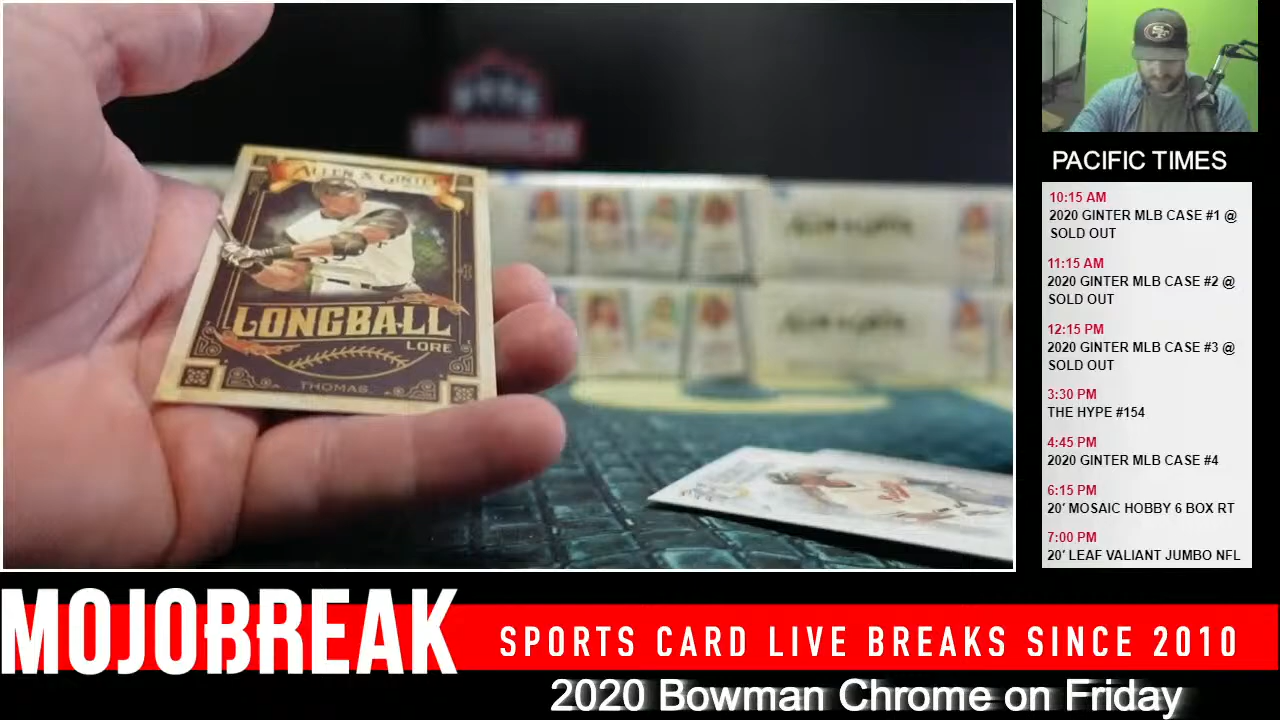 ALLEN & GINTER
LONGBALL
LORE
THOMAS
PACIFIC TIMES
10:15 AM
2020 GINTER MLB CASE #1 @
SOLD OUT
11:15 AM
2020 GINTER MLB CASE #2 @
SOLD OUT
12:15 PM
2020 GINTER MLB CASE #3 @
SOLD OUT
3:30 PM
THE HYPE #154
4:45 PM
2020 GINTER MLB CASE #4
6:15 PM
20' MOSAIC HOBBY 6 BOX RT
7:00 PM
20' LEAF VALIANT JUMBO NFL
MOJOBREAK
SPORTS CARD LIVE BREAKS SINCE 2010
2020 Bowman Chrome on Friday